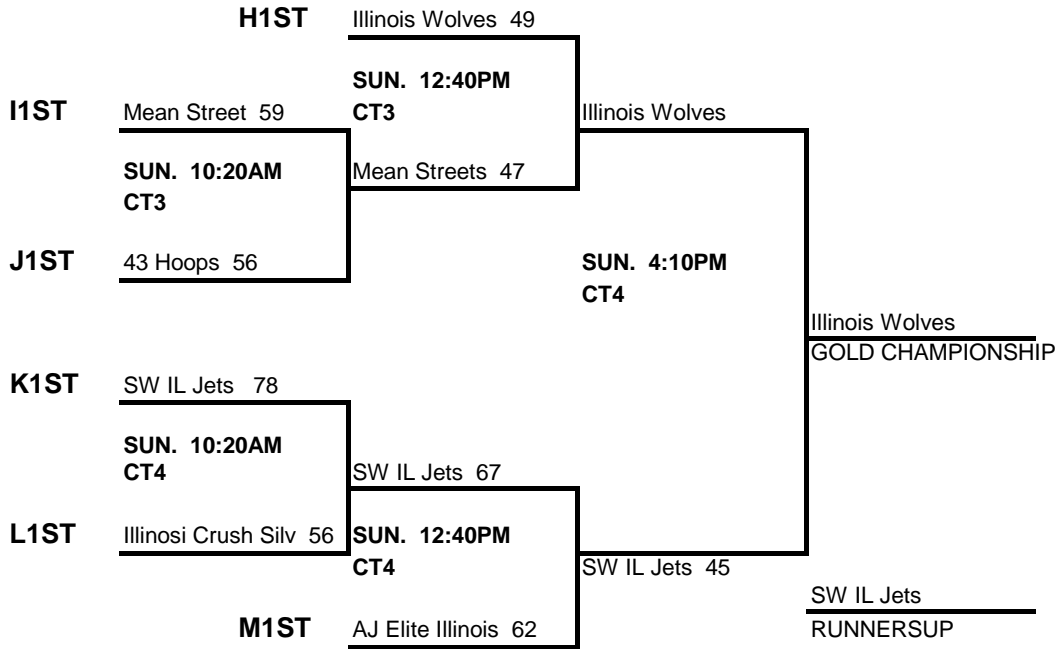 H1ST Illinois Wolves 49
SUN. 12:40PM
I1ST Mean Street 59 CT3 Illinois Wolves
SUN. 10:20AM Mean Streets 47
CT3
J1ST 43 Hoops 56 SUN. 4:10PM
CT4
Illinois Wolves
GOLD CHAMPIONSHIP
K1ST SW IL Jets 78
SUN. 10:20AM
CT4 SW IL Jets 67
L1ST Illinosi Crush Silv 56 SUN. 12:40PM
CT4 SW IL Jets 45
SW IL Jets
M1ST AJ Elite Illinois 62 RUNNERSUP